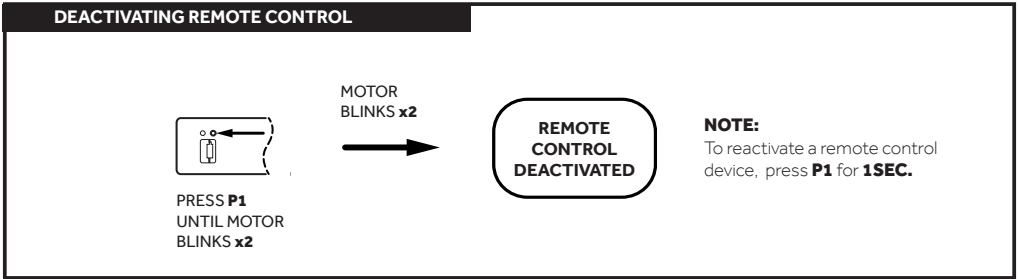 DEACTIVATING REMOTE CONTROL
PRESS P1
UNTIL MOTOR
BLINKS x2
MOTOR
BLINKS x2
REMOTE
CONTROL
DEACTIVATED
NOTE:
To reactivate a remote control
device, press P1 for 1SEC.